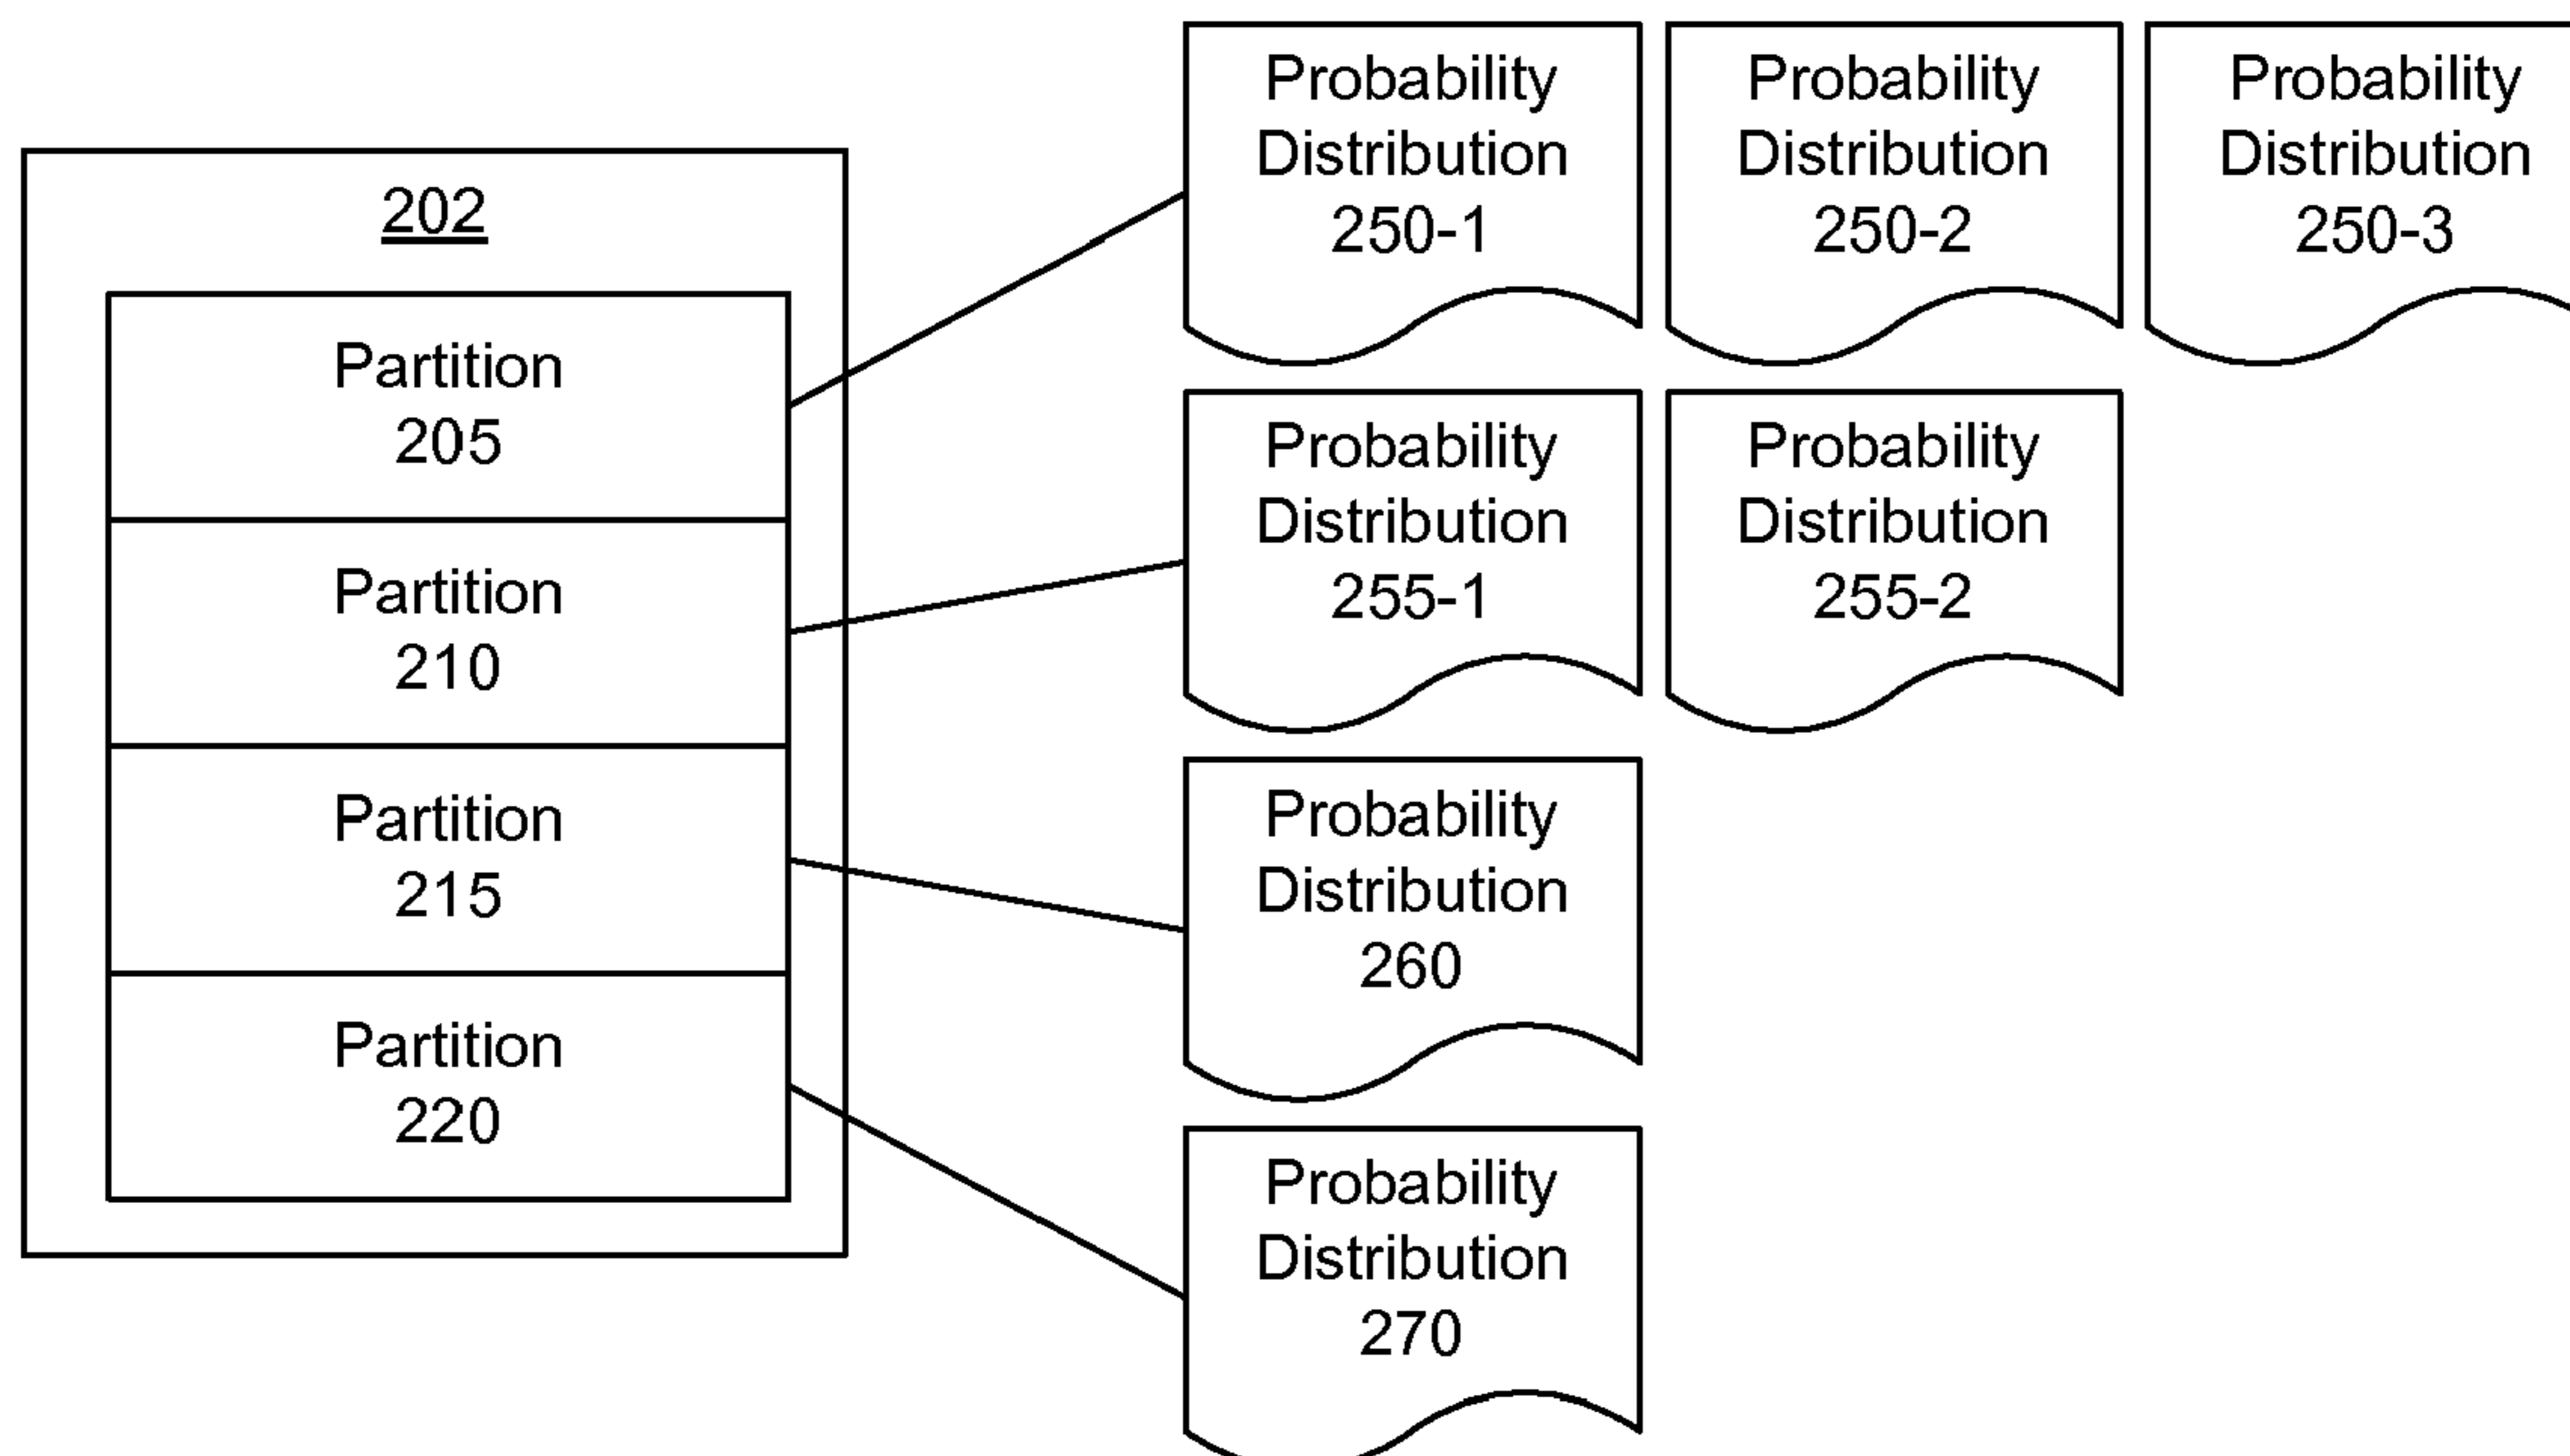 202
Partition
205
Partition
210
Partition
215
Partition
220
Probability
Distribution
250-1
Probability
Distribution
250-2
Probability
Distribution
250-3
Probability
Distribution
255-1
Probability
Distribution
255-2
Probability
Distribution
260
Probability
Distribution
270